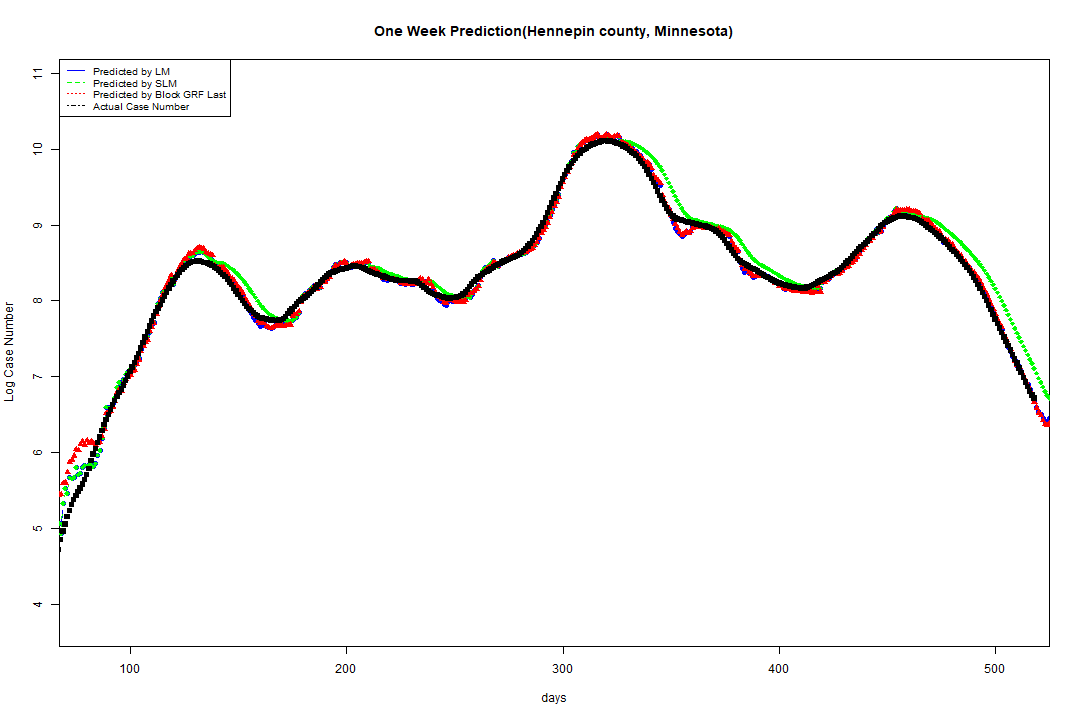 One Week Prediction(Hennepin county, Minnesota)
Predicted by LM
Predicted by SLM
Predicted by Block GRF Last
Actual Case Number
11
10
9
8
7
6
5
4
Log Case Number
100 200 300 400 500
days